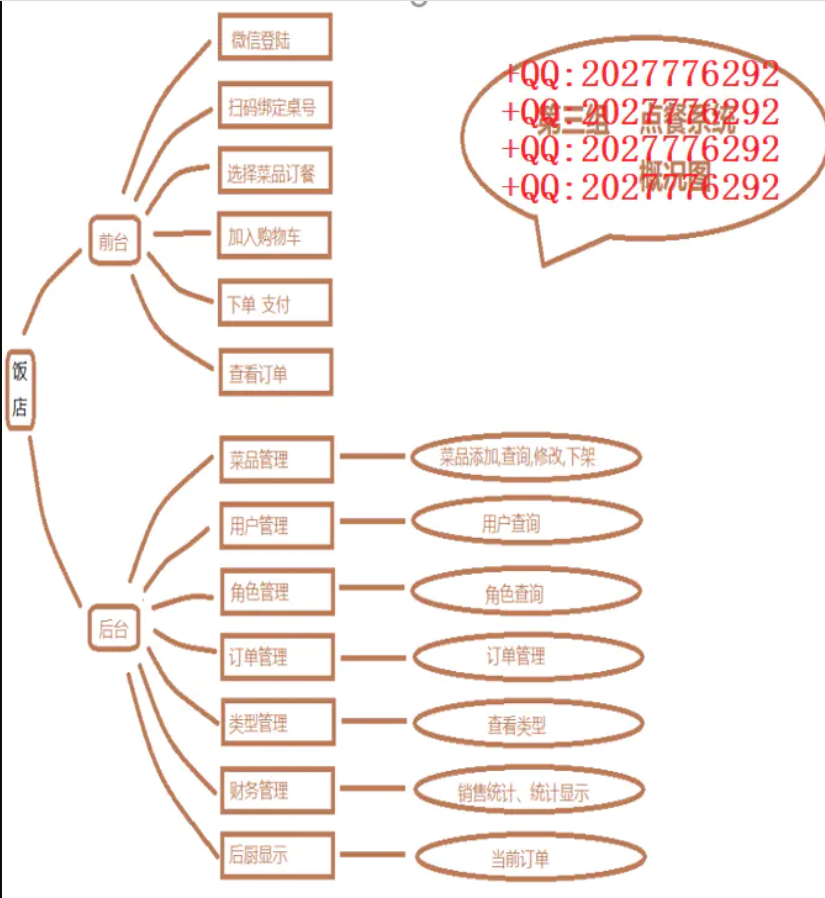 微信登陆
扫码绑定桌号
选择菜品订餐
加入购物车
下单 支付
查看订单
前台
饭店
后台
菜品管理
菜品添加,查询,修改,下架
用户管理
用户查询
角色管理
角色查询
订单管理
订单管理
类型管理
查看类型
财务管理
销售统计、统计显示
后厨显示
当前订单
第三组 点餐系统
概况图
+QQ:2027776292
+QQ:2027776292
+QQ:2027776292
+QQ:2027776292